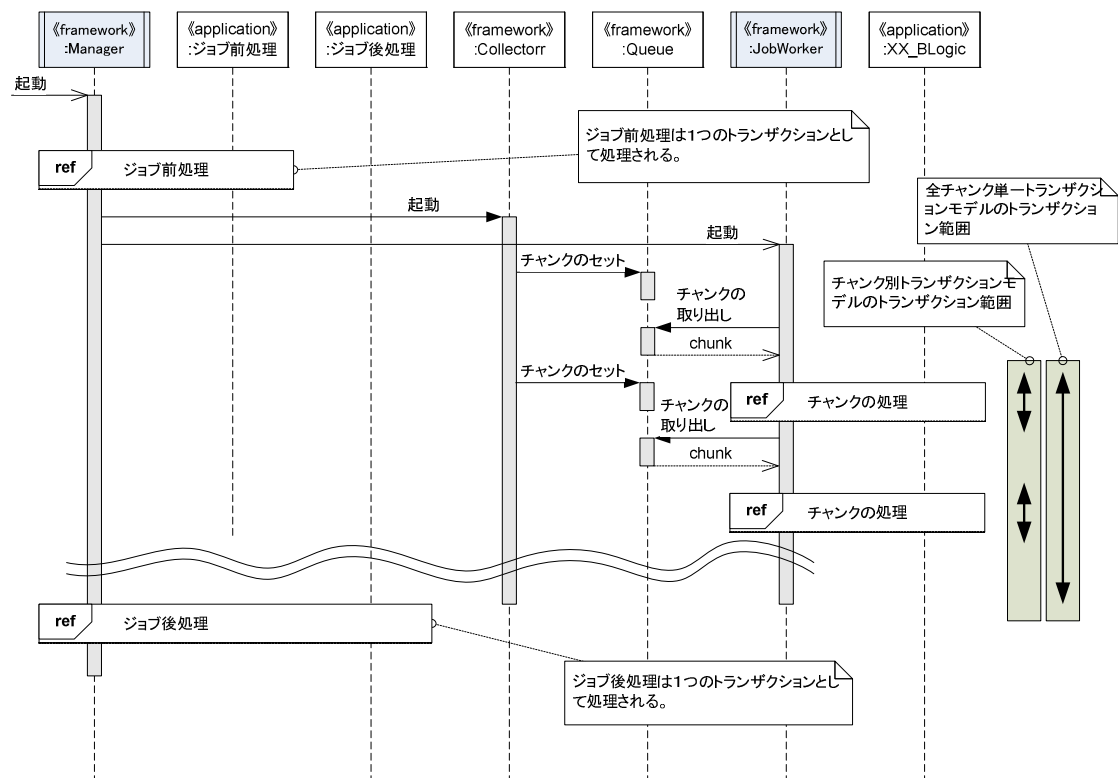 《framework》
:Manager
《application》
:ジョブ前処理
《application》
:ジョブ後処理
《framework》
:Collectorr
《framework》
:Queue
《framework》
:JobWorker
《application》
:XX_BLogic
起動
ジョブ前処理は1つのトランザクションとし
て処理される。
ref
ジョブ前処理
全チャンク単一トランザクシ
ョンモデルのトランザクショ
ン範囲
起動
起動
チャンクのセット
チャンク別トランザクションモ
デルのトランザクション範囲
チャンクの
取り出し
chunk
チャンクのセット
ref
チャンクの処理
チャンクの
取り出し
chunk
ref
チャンクの処理
ref
ジョブ後処理
ジョブ後処理は1つのトランザクションとし
て処理される。